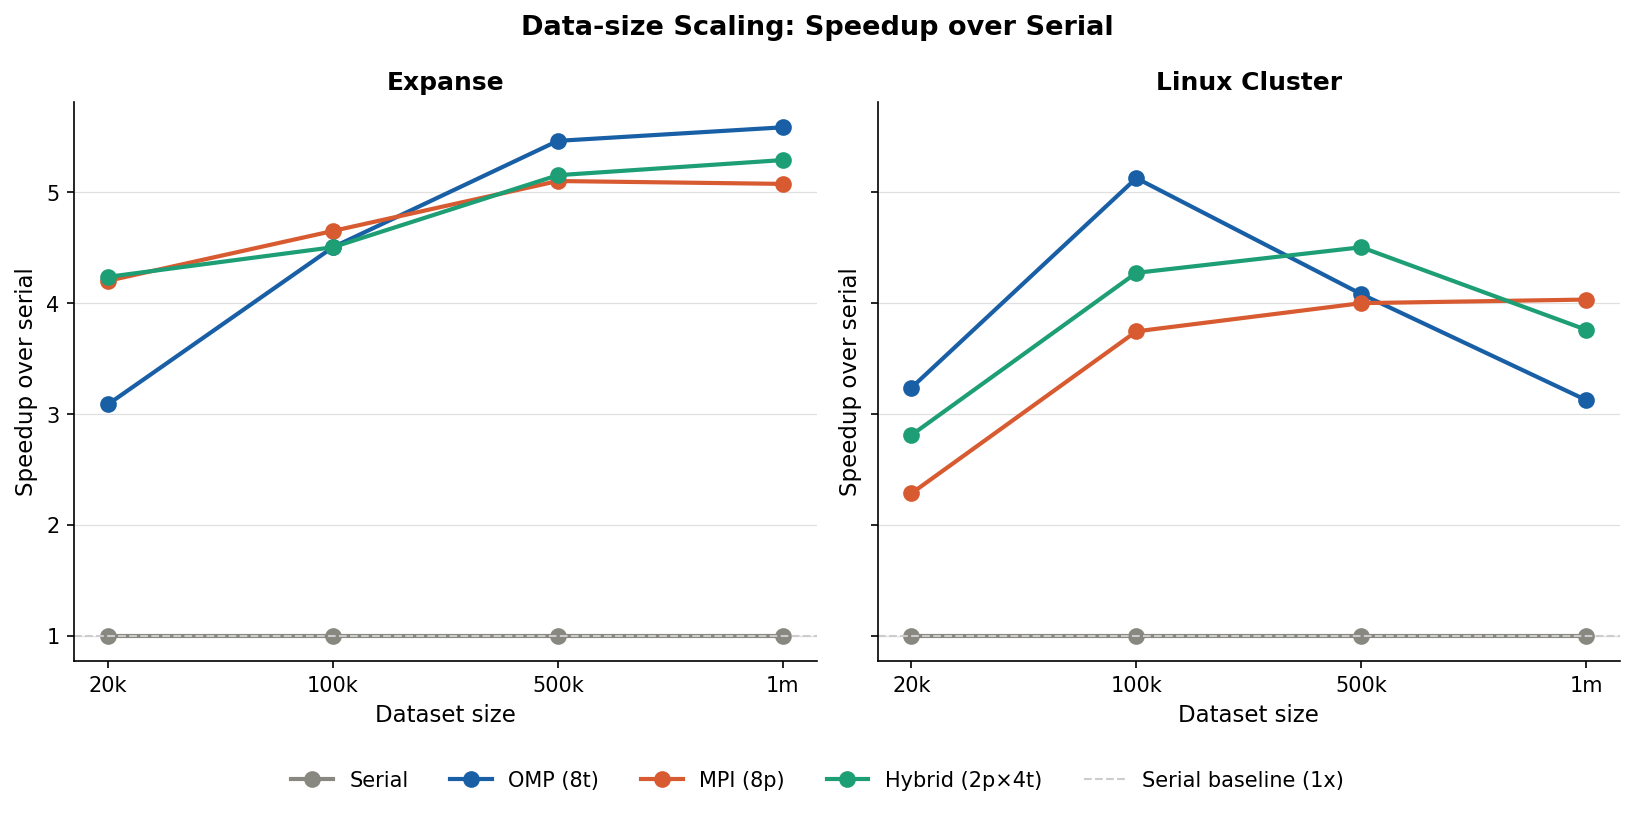 Data-size Scaling: Speedup over Serial
Expanse
Speedup over serial
5
4
3
2
1
20k 100k 500k 1m
Dataset size
Linux Cluster
Speedup over serial
20k 100k 500k 1m
Dataset size
Serial OMP (8t) MPI (8p) Hybrid (2p×4t) Serial baseline (1x)